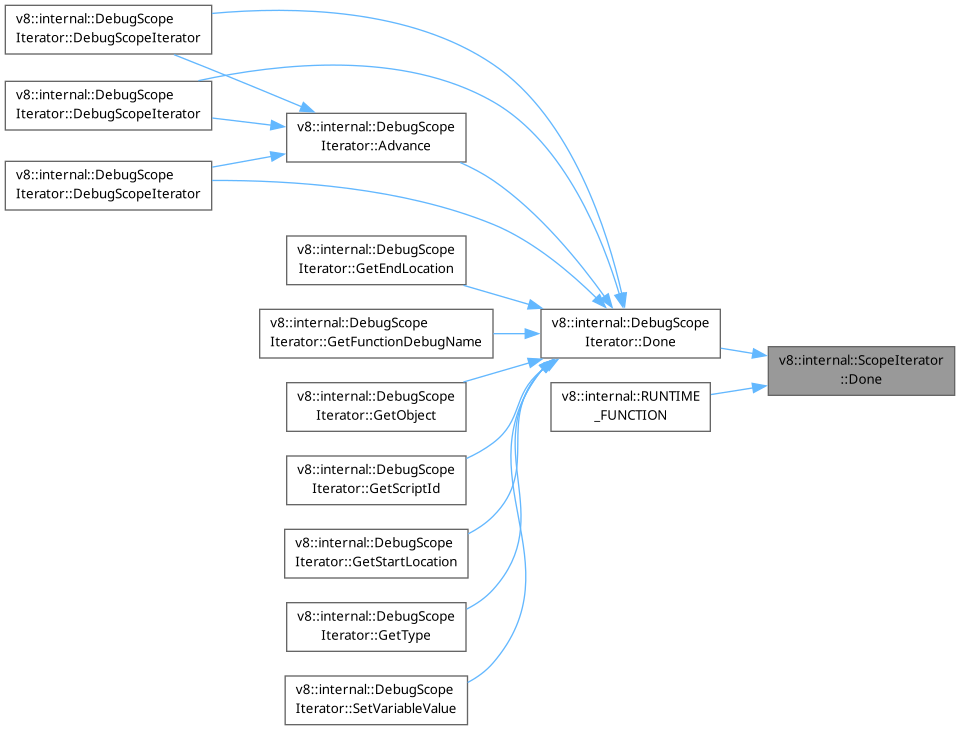 v8::internal::DebugScope
Iterator::DebugScopeIterator
v8::internal::DebugScope
Iterator::DebugScopeIterator
v8::internal::DebugScope
Iterator::Advance
v8::internal::DebugScope
Iterator::DebugScopeIterator
v8::internal::DebugScope
Iterator::GetEndLocation
v8::internal::DebugScope
Iterator::GetFunctionDebugName
v8::internal::DebugScope
Iterator::Done
v8::internal::ScopeIterator
::Done
v8::internal::DebugScope
Iterator::GetObject
v8::internal::RUNTIME
_FUNCTION
v8::internal::DebugScope
Iterator::GetScriptId
v8::internal::DebugScope
Iterator::GetStartLocation
v8::internal::DebugScope
Iterator::GetType
v8::internal::DebugScope
Iterator::SetVariableValue